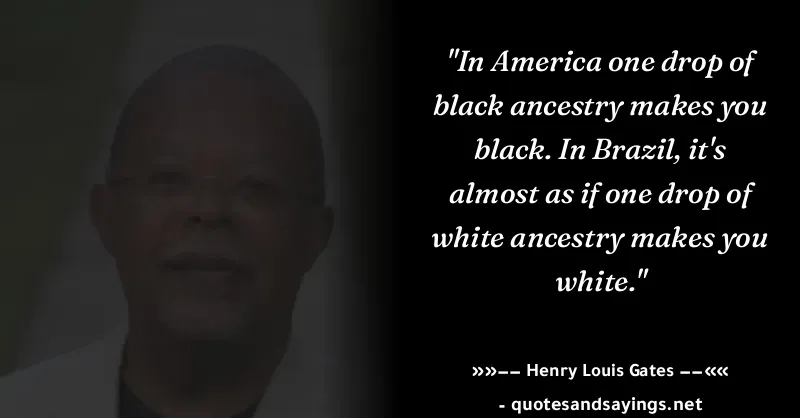 "In America one drop of
black ancestry makes you
black. In Brazil, it's
almost as if one drop of
white ancestry makes you
white."
»»–– Henry Louis Gates ––««
- quotesandsayings.net